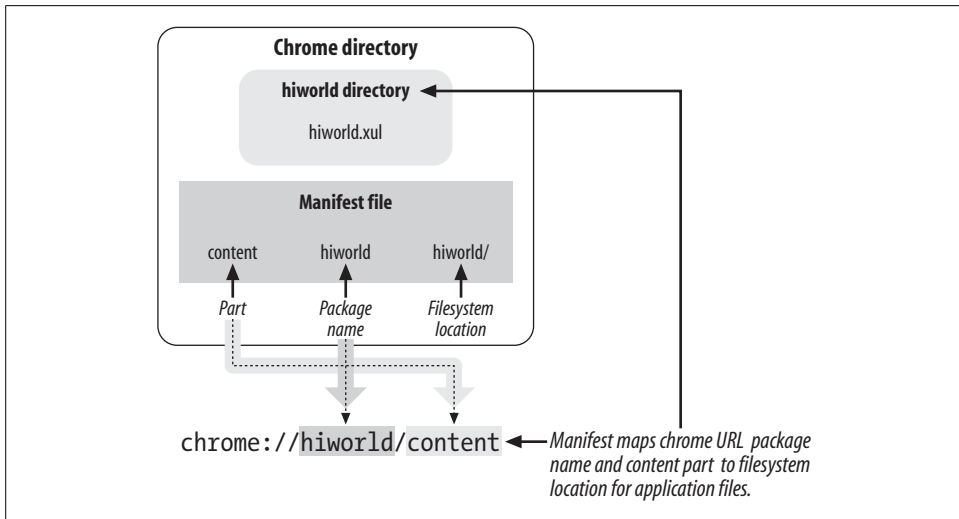 Chrome directory
hiworld directory
hiworld.xul
Manifest file
content hiworld hiworld/
Part Package name Filesystem location
chrome://hiworld/content
Manifest maps chrome URL package
name and content part to filesystem
location for application files.